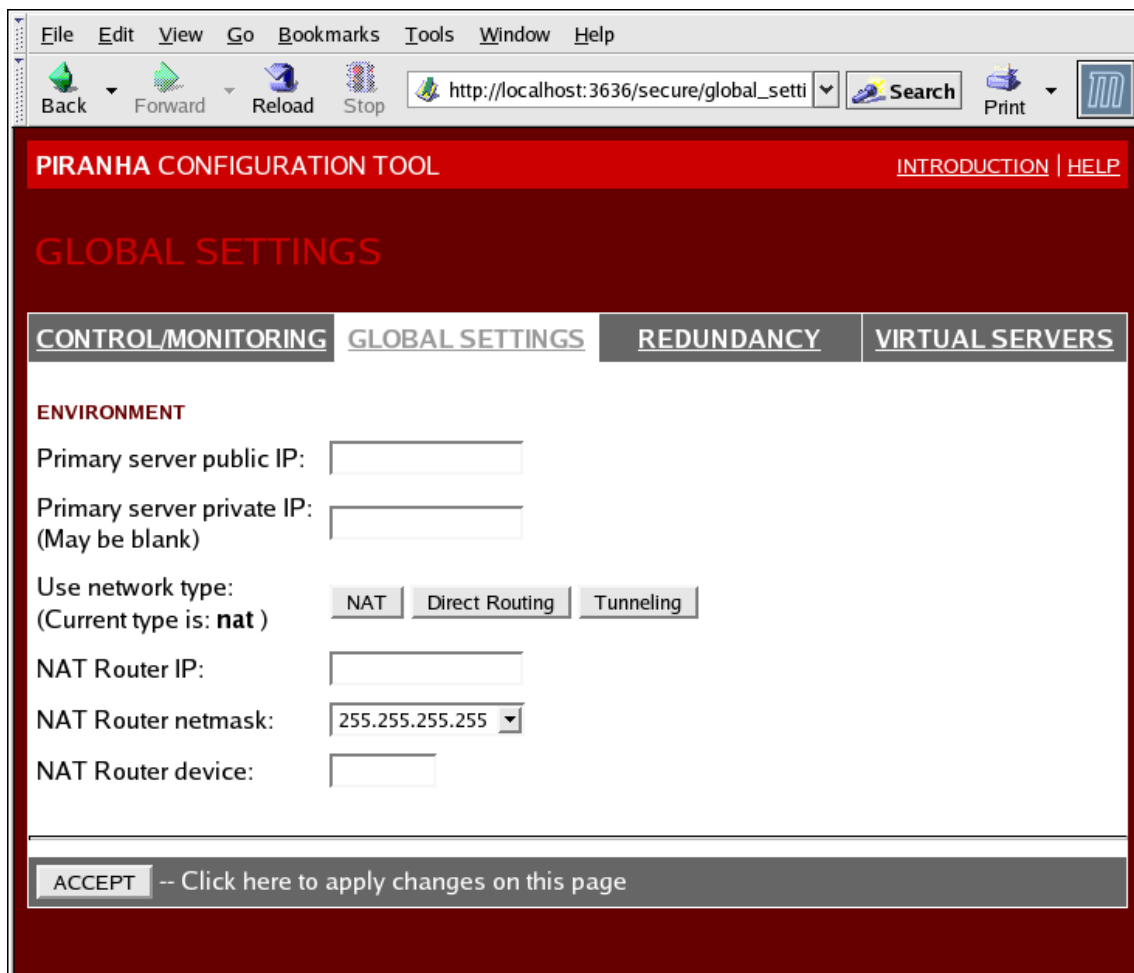 File Edit View Go Bookmarks Tools Window Help
Back Forward Reload Stop http://localhost:3636/secure/global_setti Search Print
PIRANHA CONFIGURATION TOOL INTRODUCTION | HELP
GLOBAL SETTINGS
CONTROL/MONITORING GLOBAL SETTINGS REDUNDANCY VIRTUAL SERVERS
ENVIRONMENT
Primary server public IP:
Primary server private IP:
(May be blank)
Use network type:
(Current type is: nat )
NAT Direct Routing Tunneling
NAT Router IP:
NAT Router netmask: 255.255.255.255
NAT Router device:
ACCEPT -- Click here to apply changes on this page